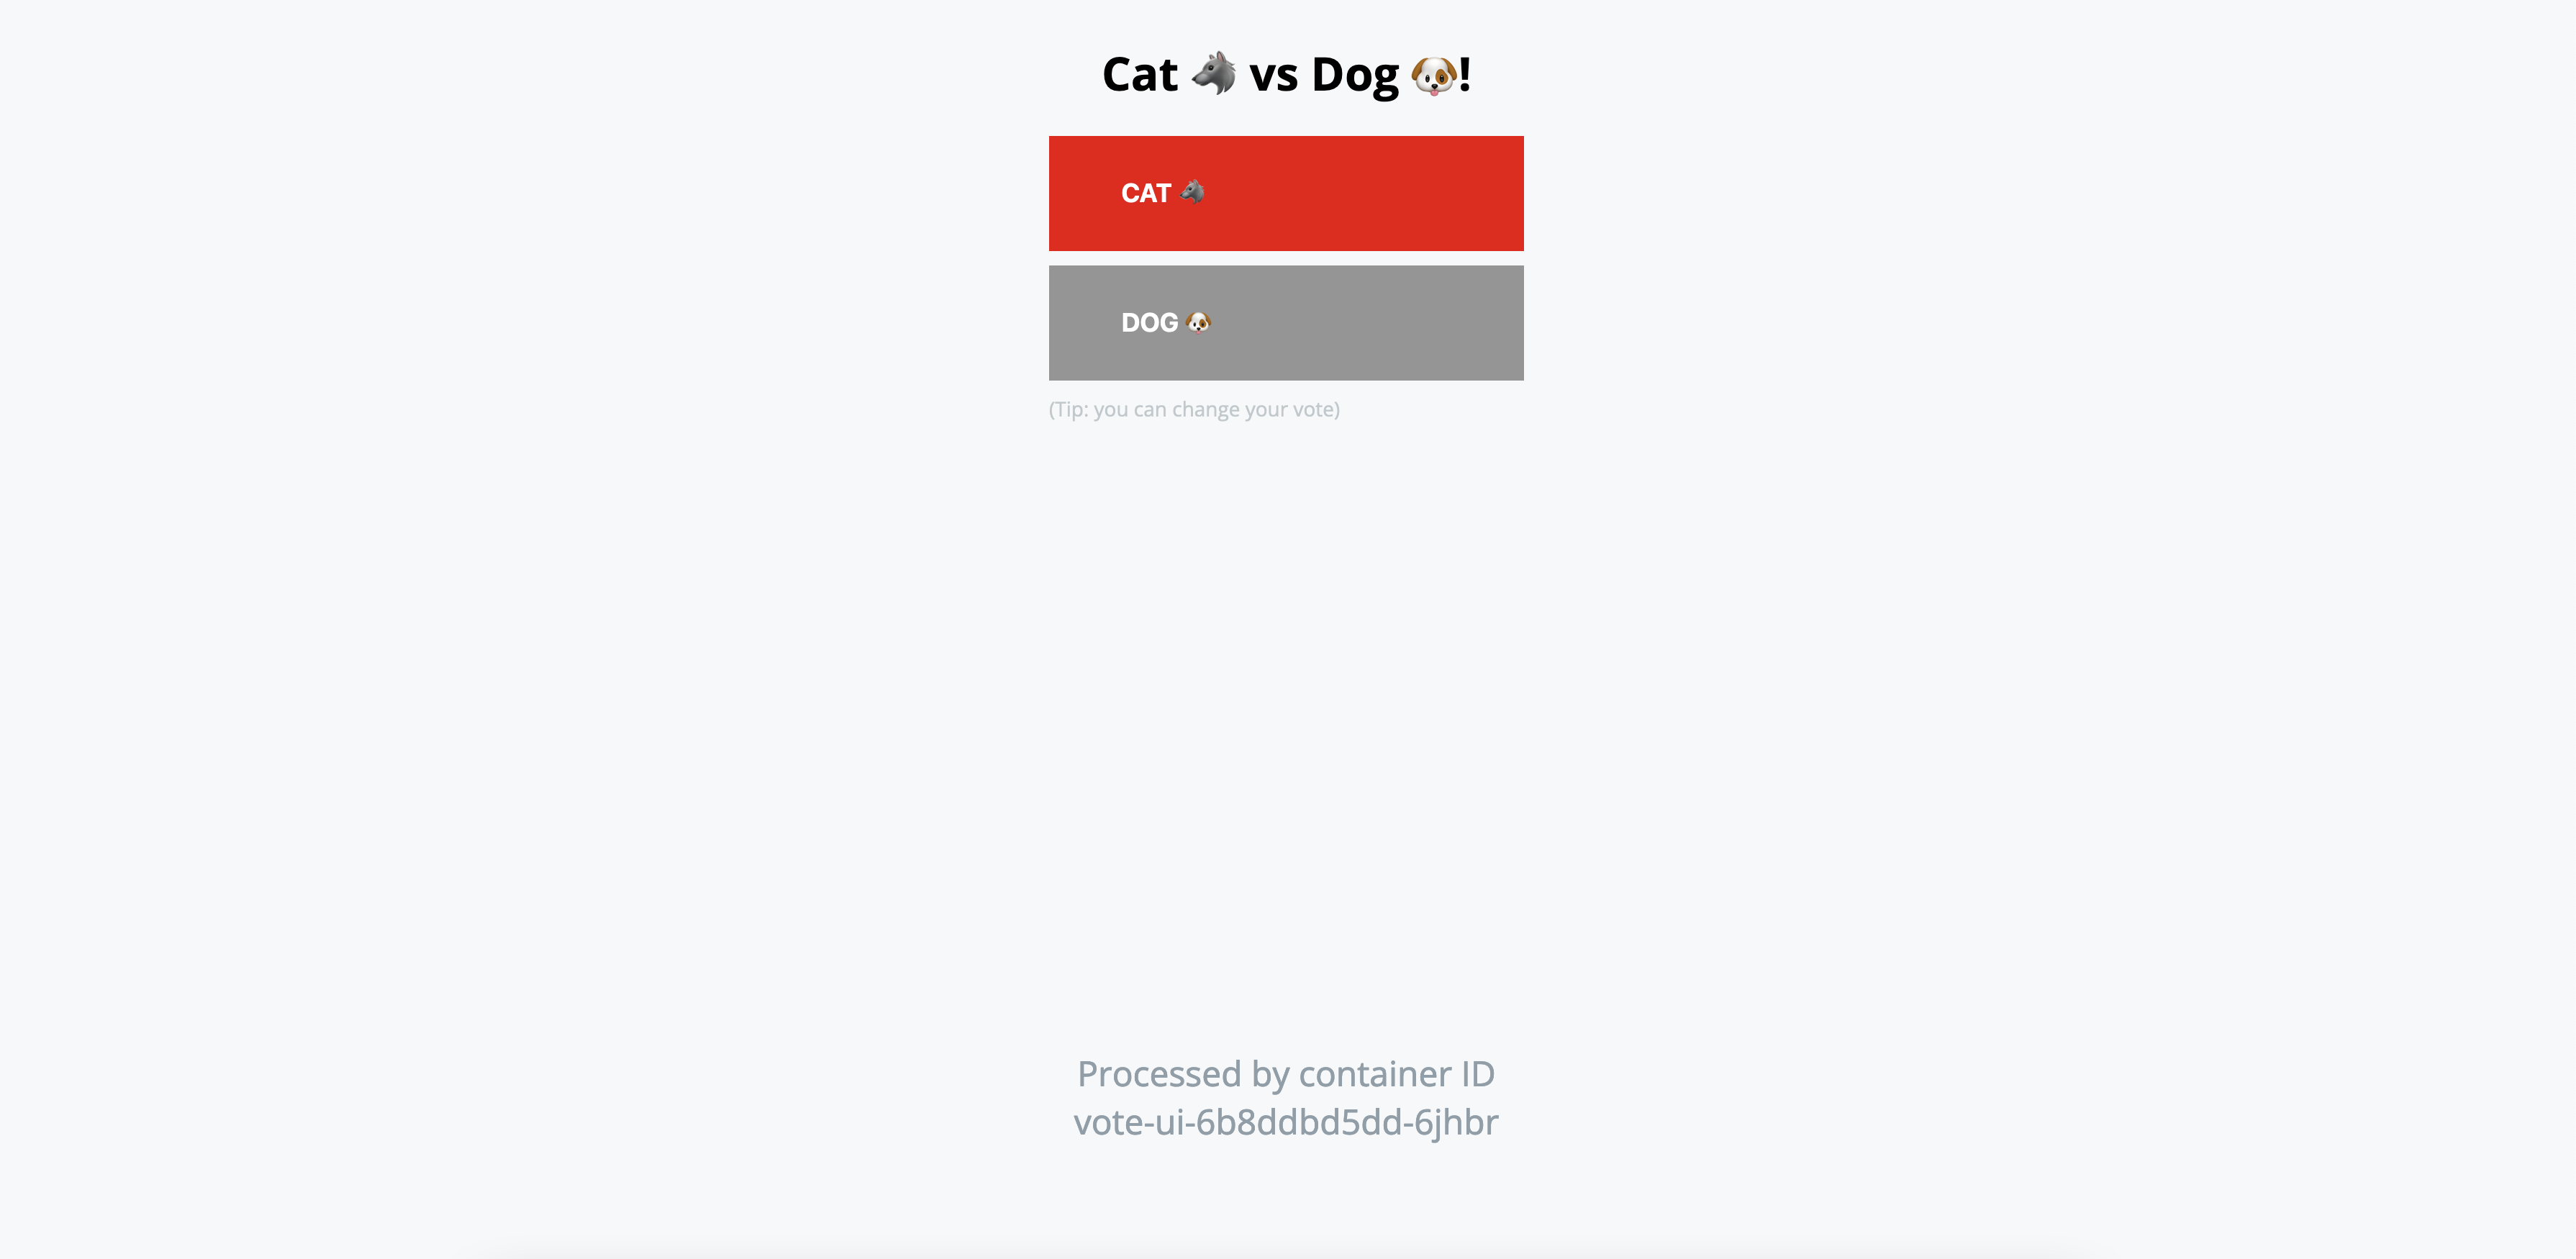 Cat 🐺 vs Dog 🐶!
CAT 🐺
DOG 🐶
(Tip: you can change your vote)
Processed by container ID
vote-ui-6b8ddbd5dd-6jhbr